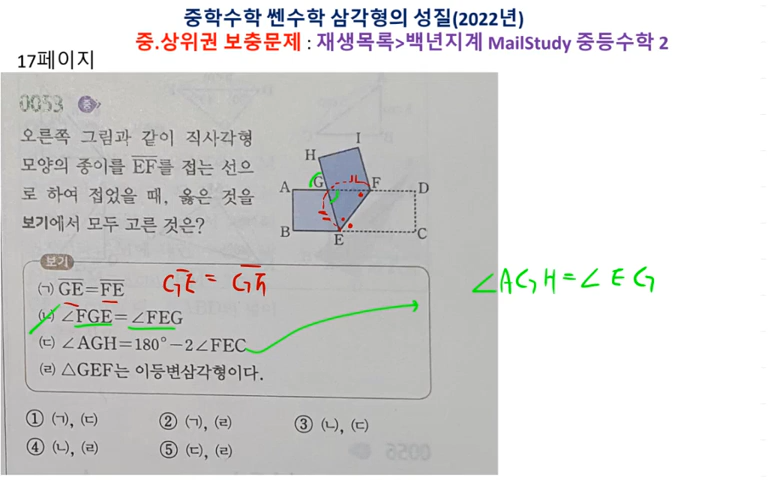 중학수학 쎈수학 삼각형의 성질(2022년)
중.상위권 보충문제 : 재생목록>백년지계 MailStudy 중등수학 2
17페이지
0053 중
오른쪽 그림과 같이 직사각형
모양의 종이를 EF를 접는 선으
로 하여 접었을 때, 옳은 것을
보기에서 모두 고른 것은?
I
H
A G F D
B E C
보기
(ㄱ) GE=FE
GE = GF
(ㄴ) ∠FGE=∠FEG
(ㄷ) ∠AGH=180°-2∠FEC
(ㄹ) △GEF는 이등변삼각형이다.
∠AGH=∠EG
① (ㄱ), (ㄷ) ② (ㄱ), (ㄹ) ③ (ㄴ), (ㄷ)
④ (ㄴ), (ㄹ) ⑤ (ㄷ), (ㄹ)